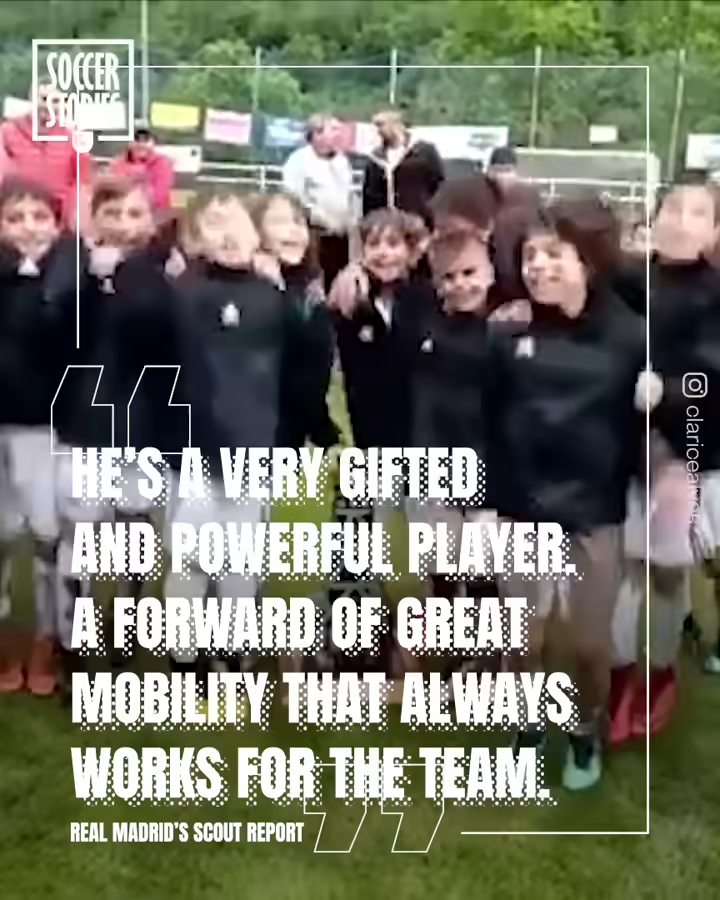 SOCCER
STORIES
HE'S A VERY GIFTED
AND POWERFUL PLAYER.
A FORWARD OF GREAT
MOBILITY THAT ALWAYS
WORKS FOR THE TEAM.
REAL MADRID'S SCOUT REPORT